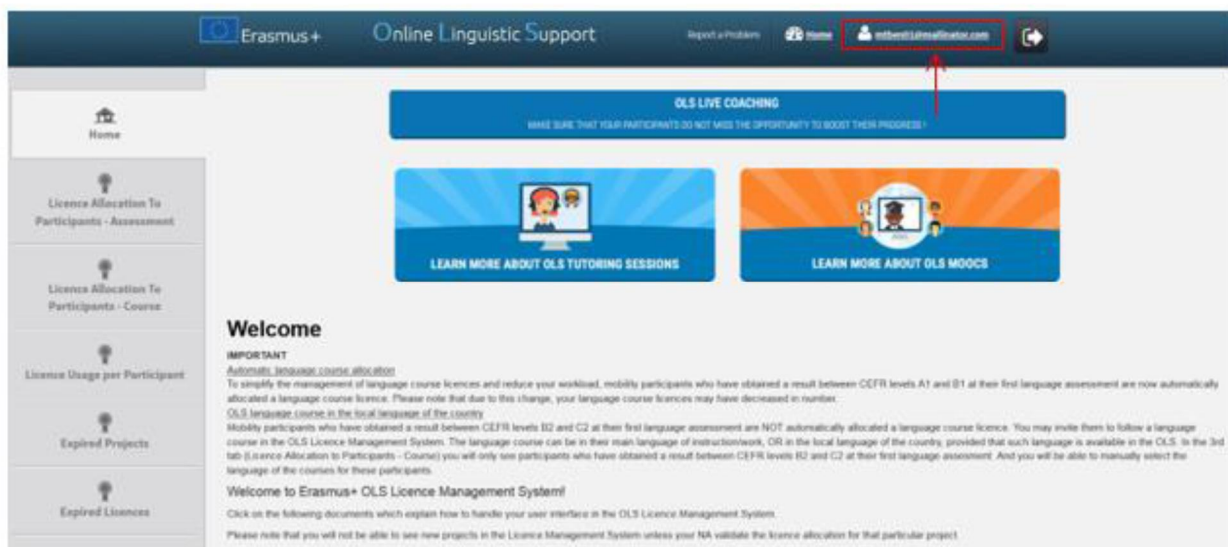 Erasmus+
Online Linguistic Support
Report a Problem
Home
OLS LIVE COACHING
MAKE SURE THAT YOUR PARTICIPANTS DO NOT MISS THE OPPORTUNITY TO BOOST THEIR PROGRESS !
Home
Licence Allocation To
Participants - Assessment
Licence Allocation To
Participants - Course
Licence Usage per Participant
Expired Projects
Expired Licences
LEARN MORE ABOUT OLS TUTORING SESSIONS
LEARN MORE ABOUT OLS MOOCS
Welcome
IMPORTANT
Automatic language course allocation
To simplify the management of language course licences and reduce your workload, mobility participants who have obtained a result between CEFR levels A1 and B1 at their first language assessment are now automatically
allocated a language course licence. Please note that due to this change, your language course licences may have decreased in number.
OLS language course in the local language of the country
Mobility participants who have obtained a result between CEFR levels B2 and C2 at their first language assessment are NOT automatically allocated a language course licence. You may invite them to follow a language
course in the OLS Licence Management System. The language course can be in their main language of instruction/work, OR in the local language of the country, provided that such language is available in the OLS. In the 3rd
tab (Licence Allocation to Participants - Course) you will only see participants who have obtained a result between CEFR levels B2 and C2 at their first language assessment. And you will be able to manually select the
language of the courses for these participants.
Welcome to Erasmus+ OLS Licence Management System!
Click on the following documents which explain how to handle your user interface in the OLS Licence Management System.
Please note that you will not be able to see new projects in the Licence Management System unless your NA validate the licence allocation for that particular project.